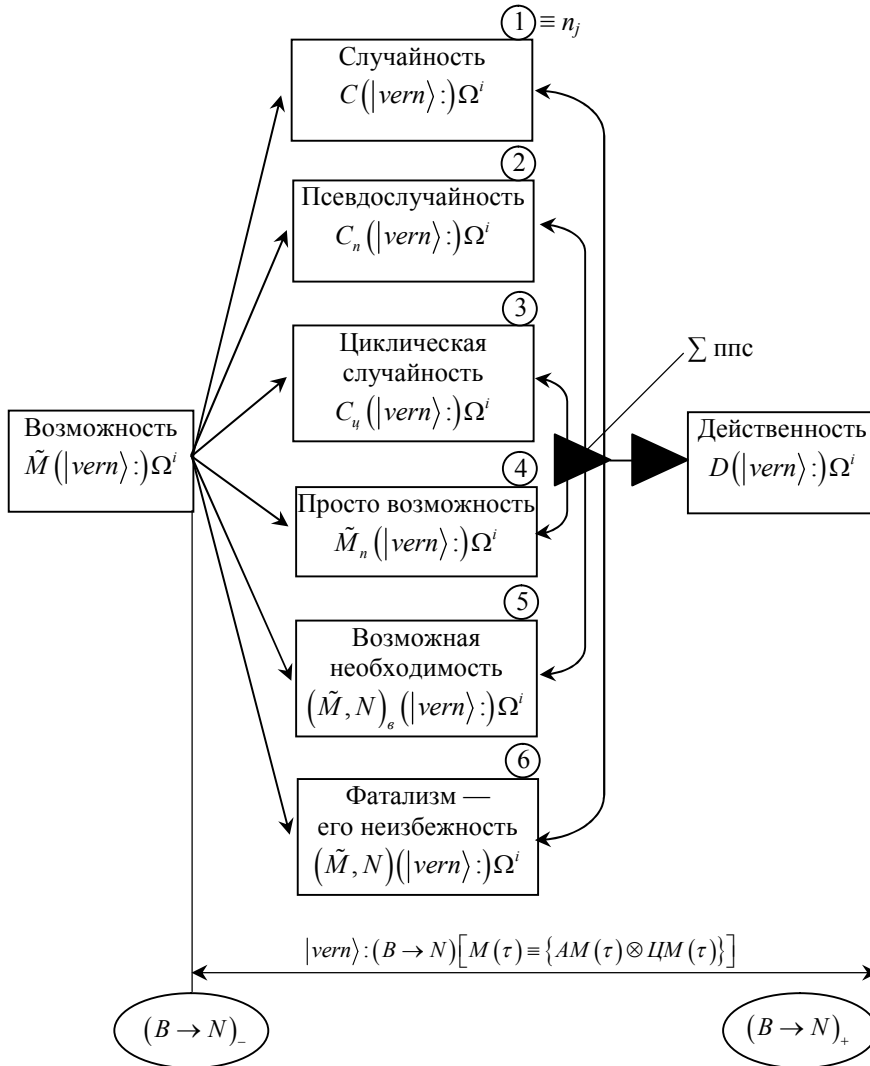 1 ≡ n_j
Случайность
C(|vern⟩:)Ω^i
2
Псевдослучайность
C_п(|vern⟩:)Ω^i
3
Циклическая
случайность
C_ц(|vern⟩:)Ω^i
∑ ппс
Возможность
M̃(|vern⟩:)Ω^i
Действенность
D(|vern⟩:)Ω^i
4
Просто возможность
M̃_п(|vern⟩:)Ω^i
5
Возможная
необходимость
(M̃, N)_в(|vern⟩:)Ω^i
6
Фатализм —
его неизбежность
(M̃, N)(|vern⟩:)Ω^i
|vern⟩:(B → N)[M(τ) ≡ {AM(τ) ⊗ ЦM(τ)}]
(B → N)_−
(B → N)_+